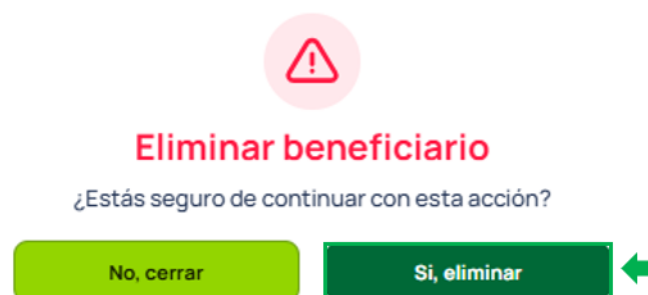 Eliminar beneficiario
¿Estás seguro de continuar con esta acción?
No, cerrar
Si, eliminar